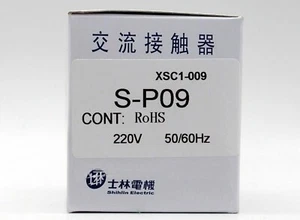 交流接触器
XSC1-009
S-P09
CONT: RoHS
220V 50/60Hz
士林電機
Shihlin Electric